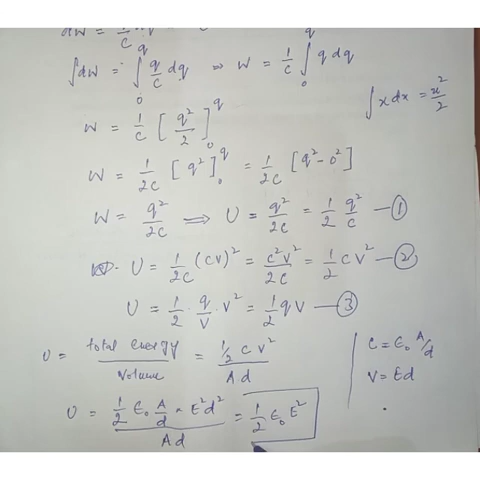 dW = 1/C q
∫dW = ∫₀^q q/C dq ⇒ W = 1/C ∫₀^q q dq
∫x dx = x²/2
W = 1/C [q²/2]₀^q
W = 1/2C [q²]₀^q = 1/2C [q²-0²]
W = q²/2C ⟹ U = q²/2C = 1/2 q²/C — ①
U = 1/2C (CV)² = C²V²/2C = 1/2 CV² — ②
U = 1/2 · q/V · V² = 1/2 qV — ③
U = total energy/Volume = 1/2 C V²/Ad
C = ε₀ A/d
V = Ed
U = 1/2 ε₀ A/d × E²d²/Ad = 1/2 ε₀ E²